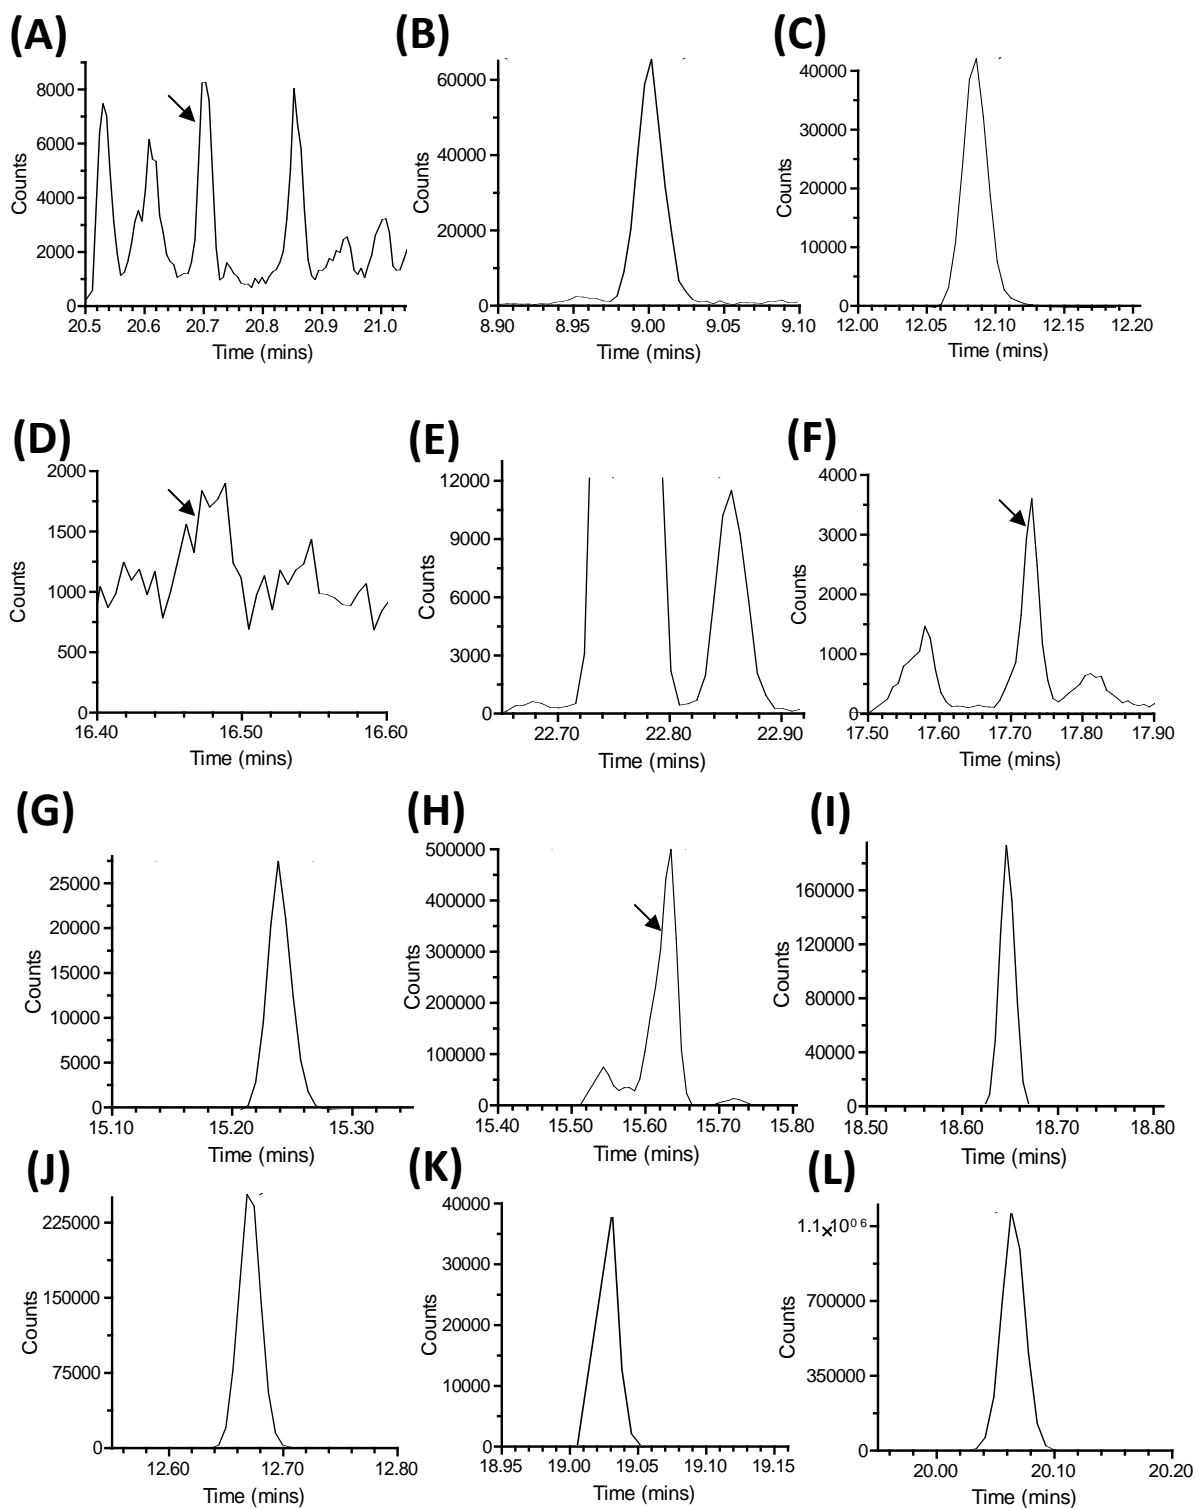 (A)
(B)
(C)
8000
6000
4000
2000
0
Counts
20.5 20.6 20.7 20.8 20.9 21.0
Time (mins)
60000
40000
20000
0
Counts
8.90 8.95 9.00 9.05 9.10
Time (mins)
40000
30000
20000
10000
0
Counts
12.00 12.05 12.10 12.15 12.20
Time (mins)
(D)
(E)
(F)
2000
1500
1000
500
0
Counts
16.40 16.50 16.60
Time (mins)
12000
9000
6000
3000
0
Counts
22.70 22.80 22.90
Time (mins)
4000
3000
2000
1000
0
Counts
17.50 17.60 17.70 17.80 17.90
Time (mins)
(G)
(H)
(I)
25000
20000
15000
10000
5000
0
Counts
15.10 15.20 15.30
Time (mins)
500000
400000
300000
200000
100000
0
Counts
15.40 15.50 15.60 15.70 15.80
Time (mins)
160000
120000
80000
40000
0
Counts
18.50 18.60 18.70 18.80
Time (mins)
(J)
(K)
(L)
225000
150000
75000
0
Counts
12.60 12.70 12.80
Time (mins)
40000
30000
20000
10000
0
Counts
18.95 19.00 19.05 19.10 19.15
Time (mins)
1.1×10⁰⁶
700000
350000
0
Counts
20.00 20.10 20.20
Time (mins)